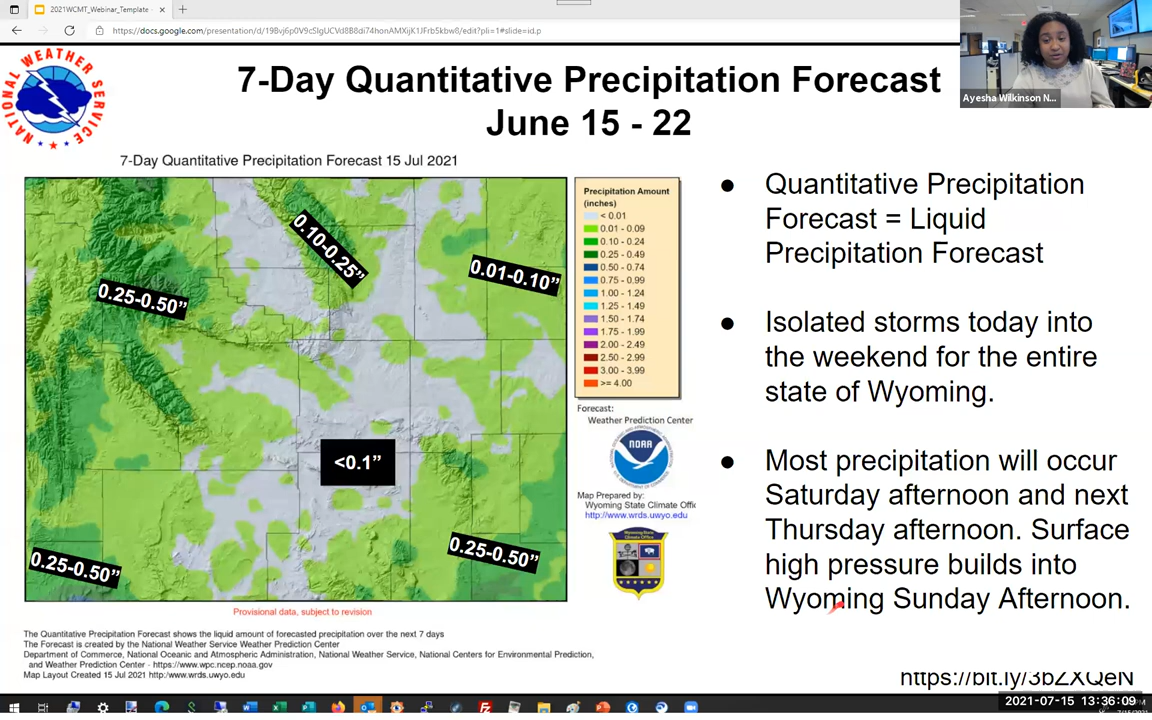 2021WCMT_Webinar_Template -
https://docs.google.com/presentation/d/19Bvj6p0V9cSIgUCVd8B8di74honAMXijK1JFrb5kbw8/edit?pli=1#slide=id.p
Ayesha Wilkinson N...
NATIONAL WEATHER SERVICE
7-Day Quantitative Precipitation Forecast
June 15 - 22
7-Day Quantitative Precipitation Forecast 15 Jul 2021
0.10-0.25”
0.01-0.10”
0.25-0.50”
<0.1”
0.25-0.50”
0.25-0.50”
Precipitation Amount
(inches)
< 0.01
0.01 - 0.09
0.10 - 0.24
0.25 - 0.49
0.50 - 0.74
0.75 - 0.99
1.00 - 1.24
1.25 - 1.49
1.50 - 1.74
1.75 - 1.99
2.00 - 2.49
2.50 - 2.99
3.00 - 3.99
>= 4.00
Forecast:
Weather Prediction Center
NOAA
Map Prepared by:
Wyoming State Climate Offic
http://www.wrds.uwyo.edu
Provisional data, subject to revision
The Quantitative Precipitation Forecast shows the liquid amount of forecasted precipitation over the next 7 days
The Forecast is created by the National Weather Service Weather Prediction Center
Department of Commerce, National Oceanic and Atmospheric Administration, National Weather Service, National Centers for Environmental Prediction,
and Weather Prediction Center - https://www.wpc.ncep.noaa.gov
Map Layout Created 15 Jul 2021 http:/www.wrds.uwyo.edu
● Quantitative Precipitation
Forecast = Liquid
Precipitation Forecast
● Isolated storms today into
the weekend for the entire
state of Wyoming.
● Most precipitation will occur
Saturday afternoon and next
Thursday afternoon. Surface
high pressure builds into
Wyoming Sunday Afternoon.
https://bit.ly/3bZXQeN
2021-07-15 13:36:09